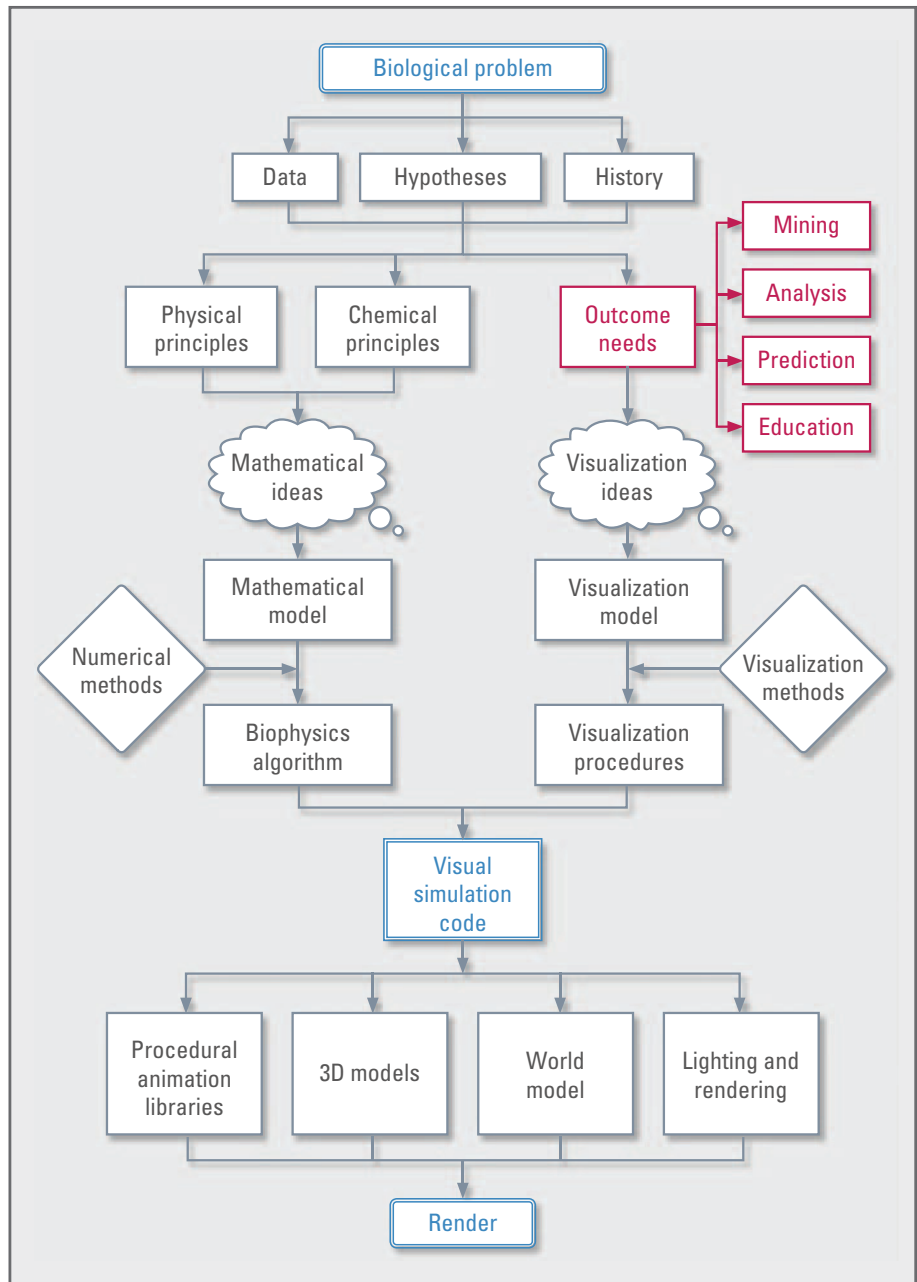 Biological problem
Data
Hypotheses
History
Mining
Analysis
Prediction
Education
Physical
principles
Chemical
principles
Outcome
needs
Mathematical
ideas
Visualization
ideas
Mathematical
model
Visualization
model
Numerical
methods
Visualization
methods
Biophysics
algorithm
Visualization
procedures
Visual
simulation
code
Procedural
animation
libraries
3D models
World
model
Lighting and
rendering
Render